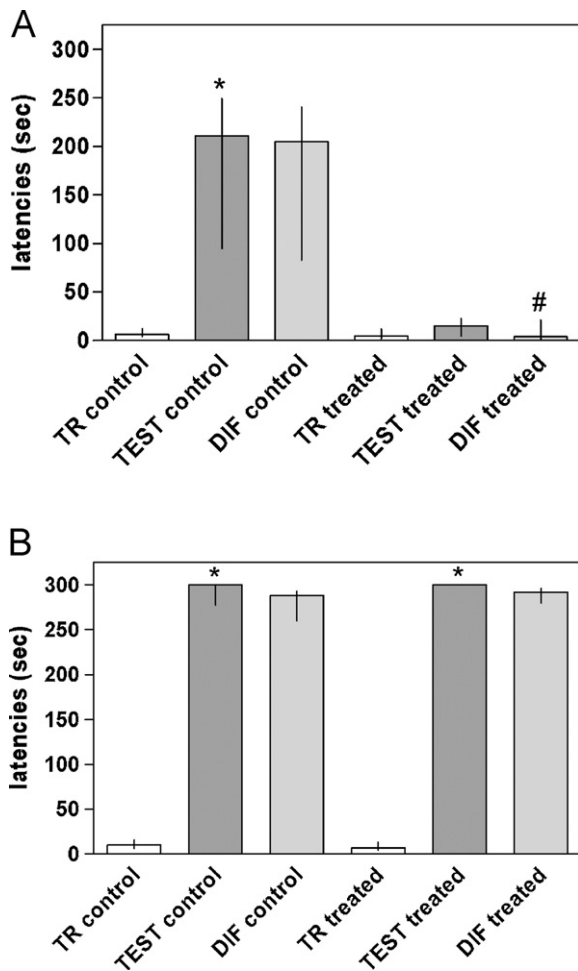 A
latencies (sec)
300
250
200
150
100
50
0
*
#
TR control
TEST control
DIF control
TR treated
TEST treated
DIF treated
B
latencies (sec)
300
250
200
150
100
50
0
*
*
TR control
TEST control
DIF control
TR treated
TEST treated
DIF treated